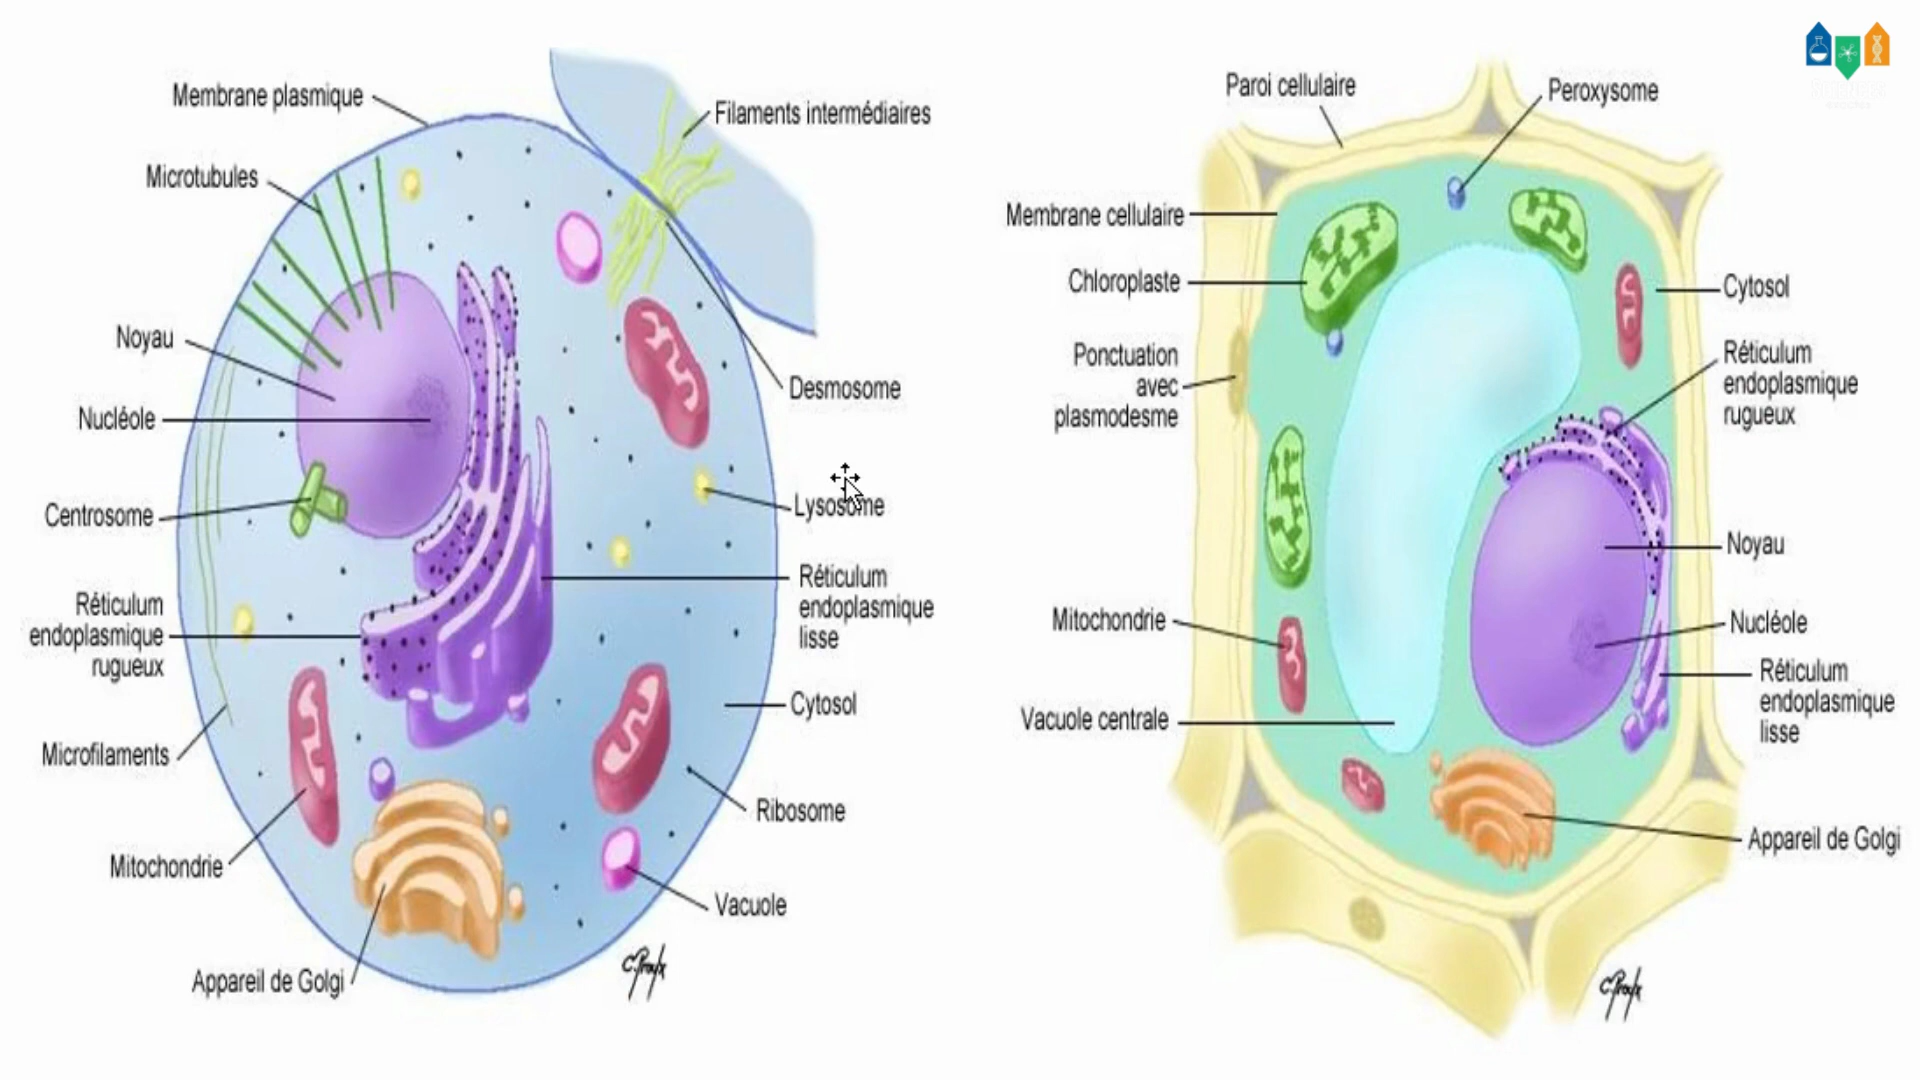 Membrane plasmique
Microtubules
Noyau
Nucléole
Centrosome
Réticulum
endoplasmique
rugueux
Microfilaments
Mitochondrie
Appareil de Golgi
Filaments intermédiaires
Desmosome
Lysosome
Réticulum
endoplasmique
lisse
Cytosol
Ribosome
Vacuole
C. Proulx
Paroi cellulaire
Membrane cellulaire
Chloroplaste
Ponctuation
avec
plasmodesme
Mitochondrie
Vacuole centrale
Peroxysome
Cytosol
Réticulum
endoplasmique
rugueux
Noyau
Nucléole
Réticulum
endoplasmique
lisse
Appareil de Golgi
C. Proulx